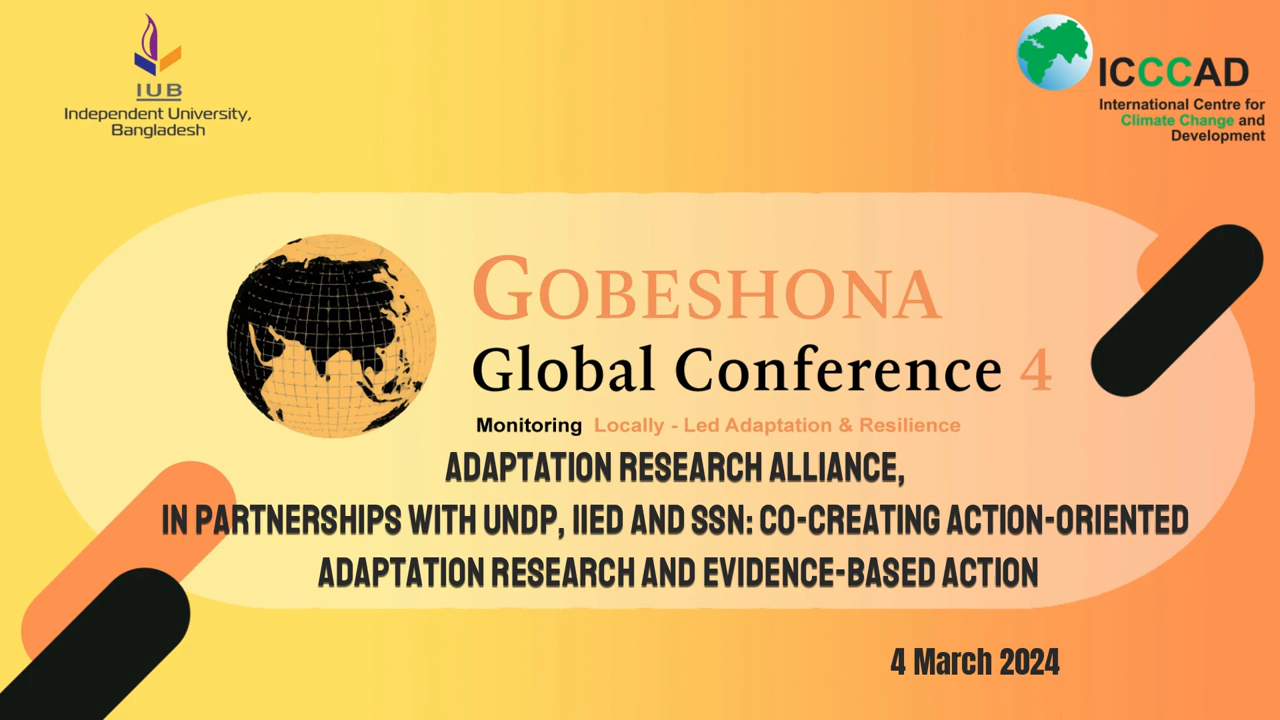 IUB
Independent University,
Bangladesh
ICCCAD
International Centre for
Climate Change and
Development
GOBESHONA
Global Conference 4
Monitoring Locally - Led Adaptation & Resilience
ADAPTATION RESEARCH ALLIANCE,
IN PARTNERSHIPS WITH UNDP, IIED AND SSN: CO-CREATING ACTION-ORIENTED
ADAPTATION RESEARCH AND EVIDENCE-BASED ACTION
4 March 2024